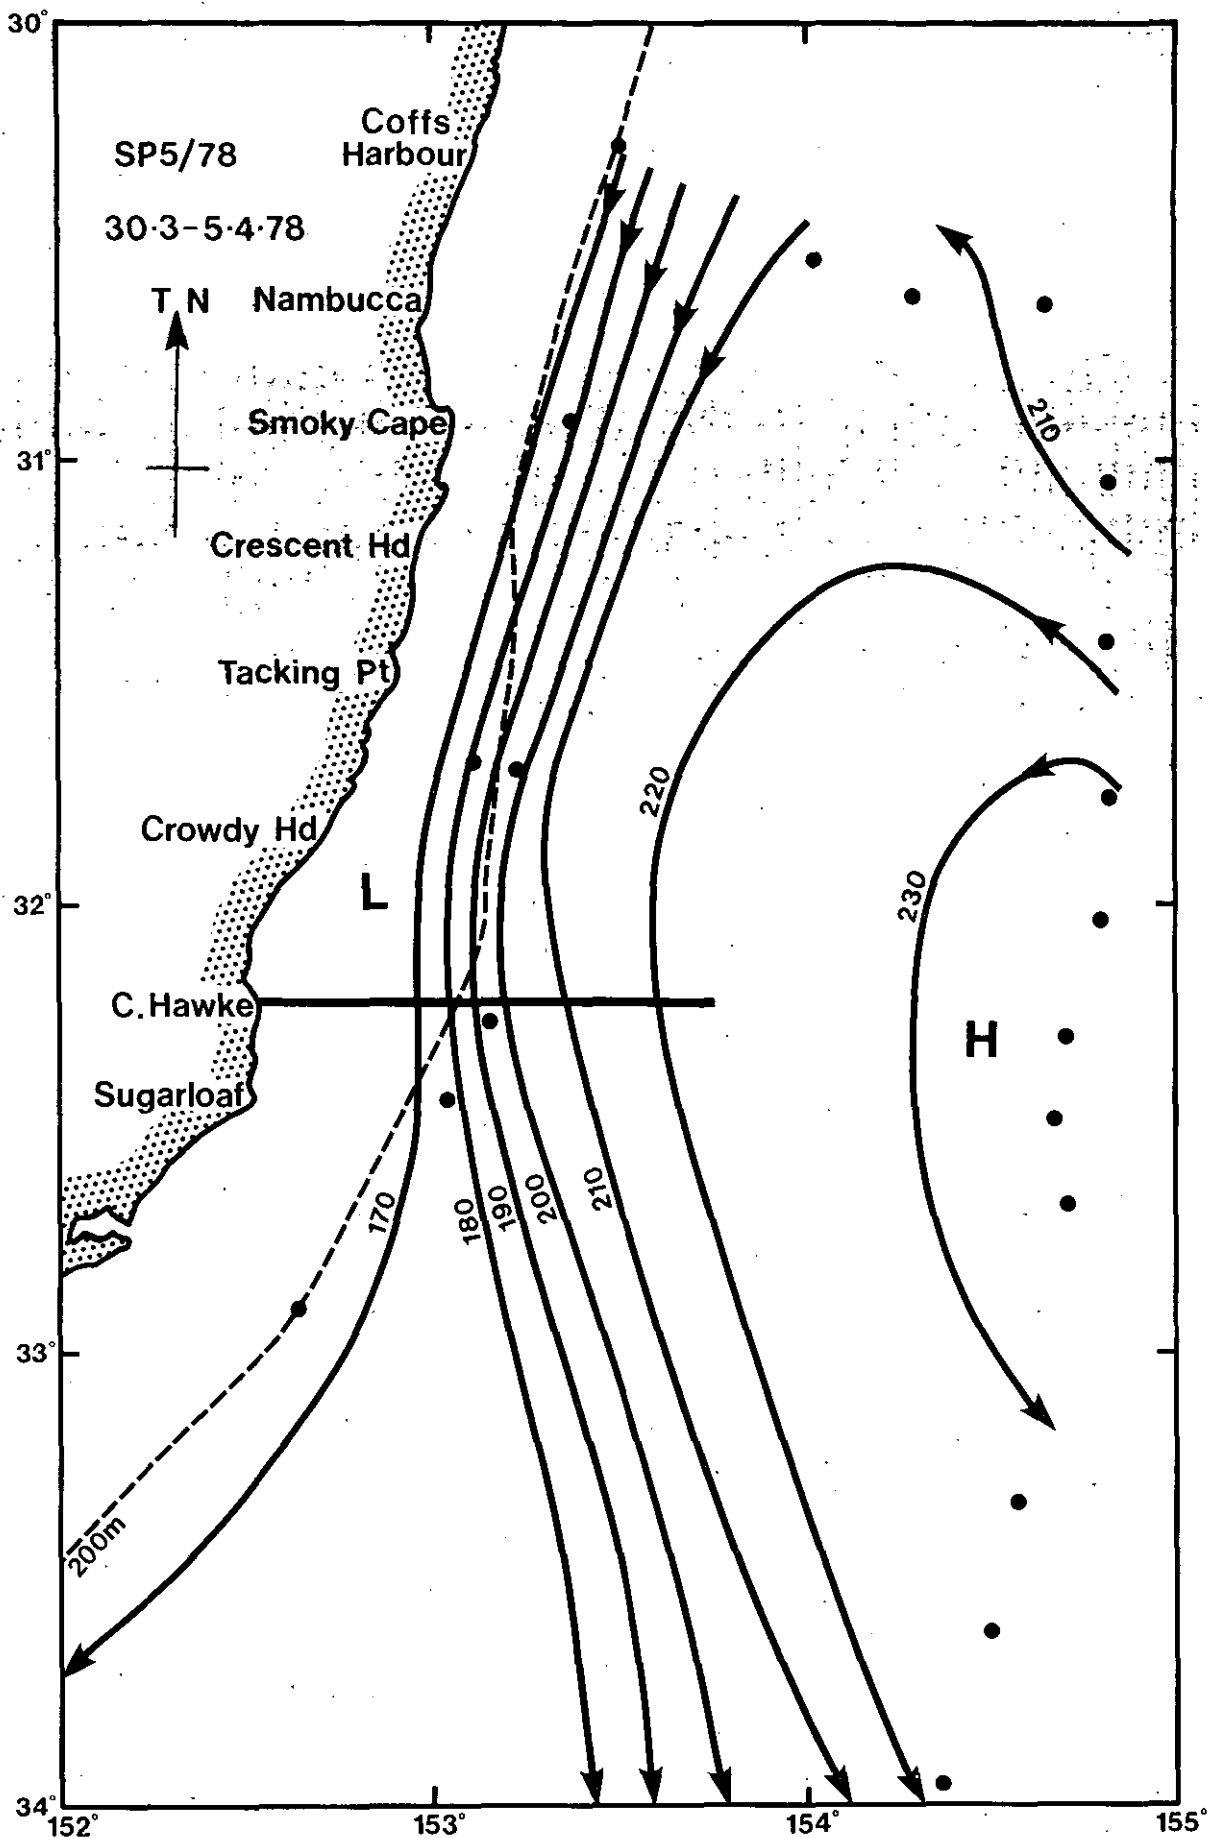 30°
Coffs
SP5/78 Harbour
30·3-5·4·78
T N Nambucca
210
Smoky Cape
31°
Crescent Hd
Tacking Pt
220
Crowdy Hd
L
230
32°
C. Hawke
H
Sugarloaf
170
180
190
200
210
33°
200m
34°
152° 153° 154° 155°